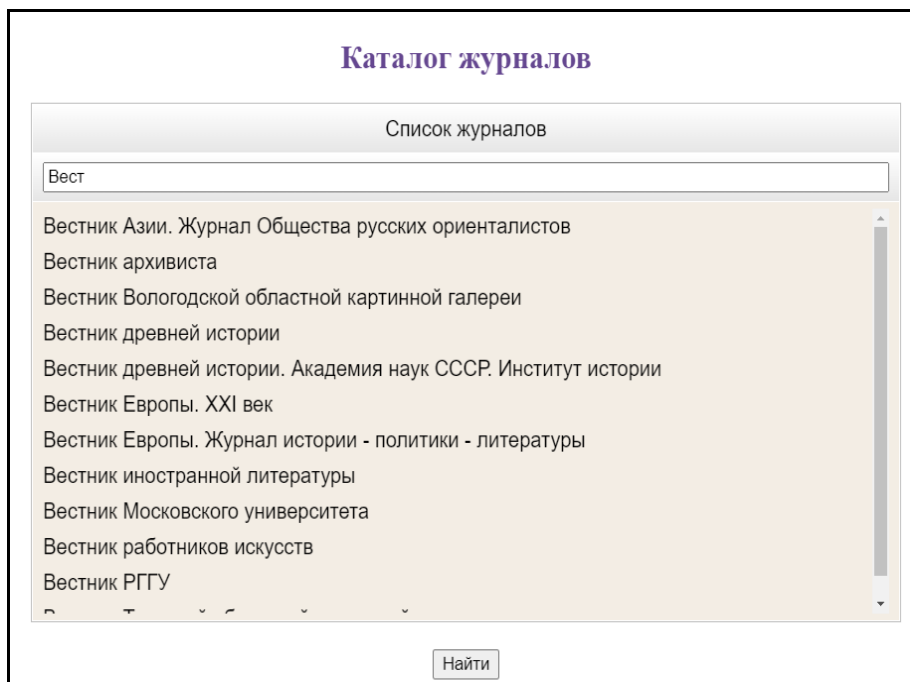 Каталог журналов
Список журналов
Вест
Вестник Азии. Журнал Общества русских ориенталистов
Вестник архивиста
Вестник Вологодской областной картинной галереи
Вестник древней истории
Вестник древней истории. Академия наук СССР. Институт истории
Вестник Европы. XXI век
Вестник Европы. Журнал истории - политики - литературы
Вестник иностранной литературы
Вестник Московского университета
Вестник работников искусств
Вестник РГГУ
Найти